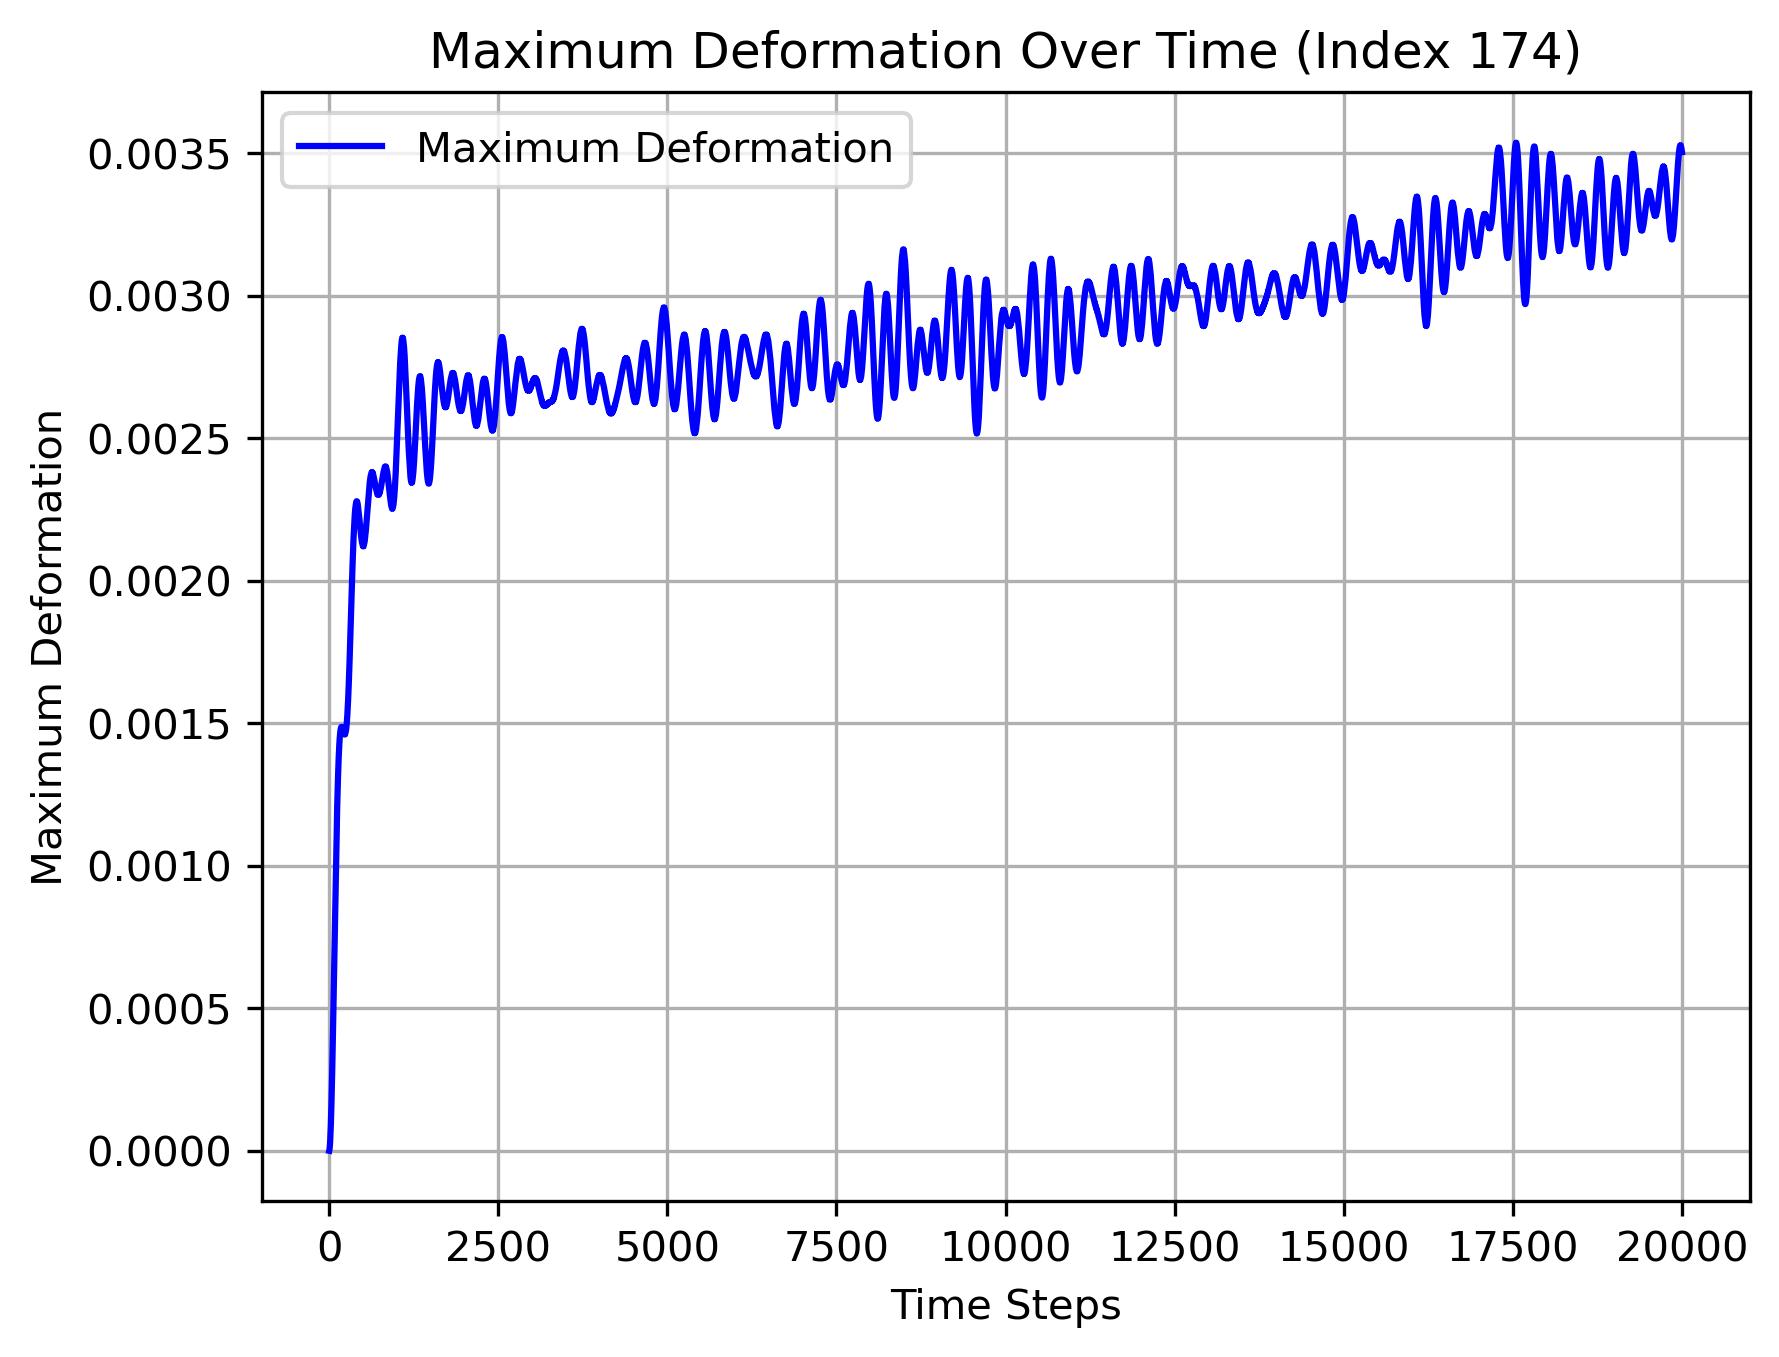 Maximum Deformation Over Time (Index 174)
Maximum Deformation
Maximum Deformation
0.0035
0.0030
0.0025
0.0020
0.0015
0.0010
0.0005
0.0000
0 2500 5000 7500 10000 12500 15000 17500 20000
Time Steps